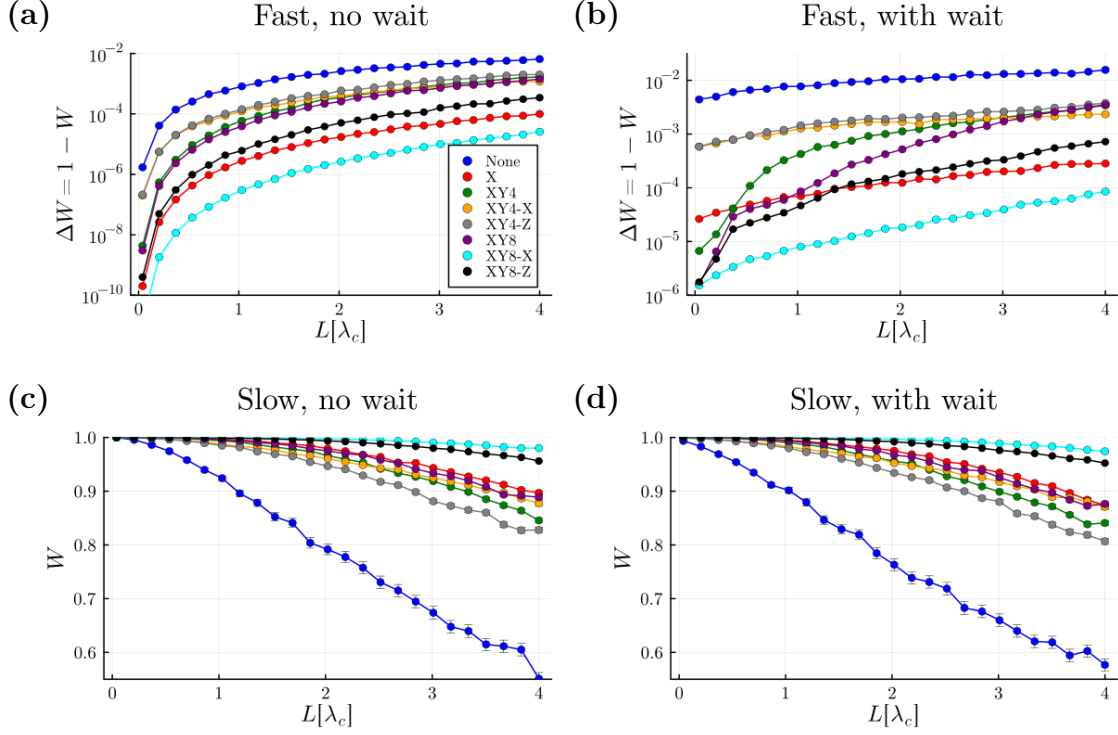 (a) Fast, no wait
ΔW = 1 − W
10⁻²
10⁻⁴
10⁻⁶
10⁻⁸
10⁻¹⁰
0 1 2 3 4
L[λ_c]
None
X
XY4
XY4-X
XY4-Z
XY8
XY8-X
XY8-Z
(b) Fast, with wait
ΔW = 1 − W
10⁻²
10⁻³
10⁻⁴
10⁻⁵
10⁻⁶
0 1 2 3 4
L[λ_c]
(c) Slow, no wait
W
1.0
0.9
0.8
0.7
0.6
0 1 2 3 4
L[λ_c]
(d) Slow, with wait
W
1.0
0.9
0.8
0.7
0.6
0 1 2 3 4
L[λ_c]